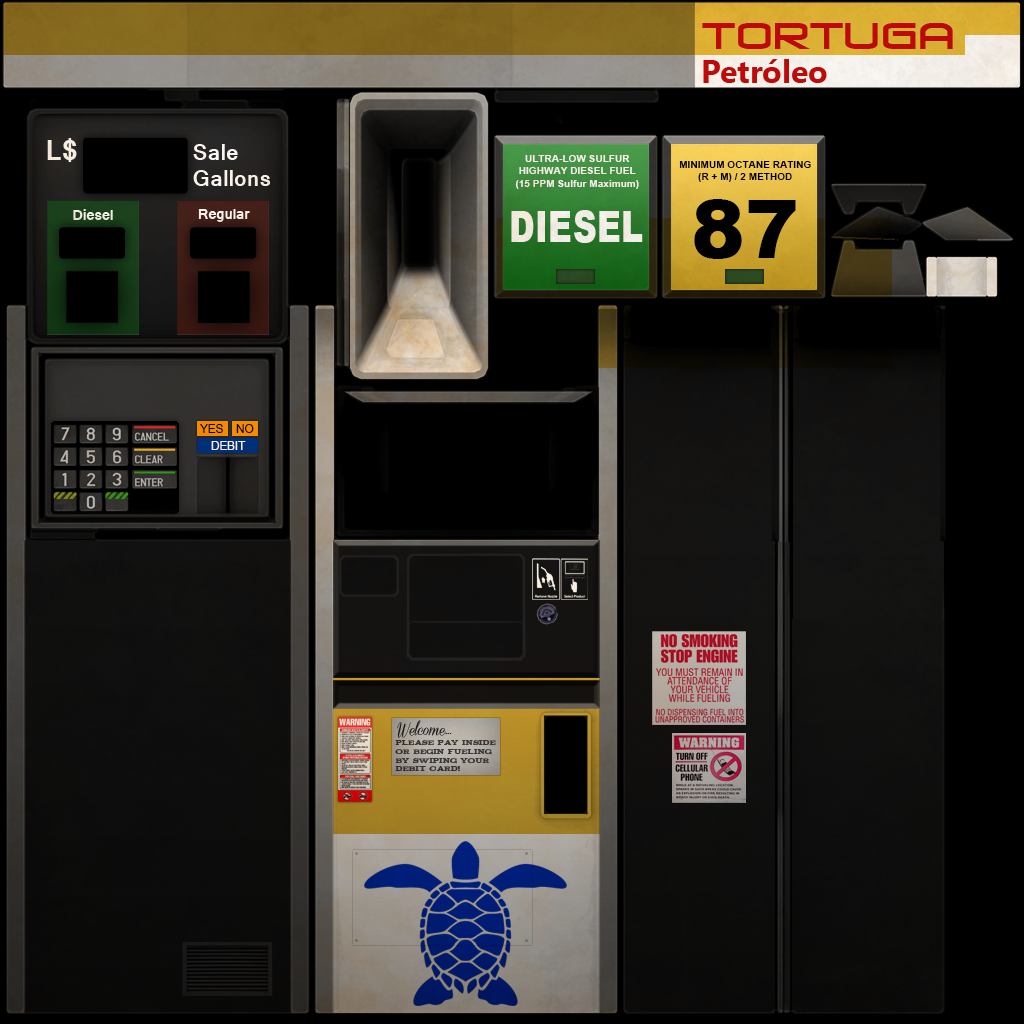 TORTUGA
Petróleo
L$
Sale
Gallons
Diesel
Regular
7 8 9 CANCEL
4 5 6 CLEAR
1 2 3 ENTER
0
YES NO
DEBIT
ULTRA-LOW SULFUR
HIGHWAY DIESEL FUEL
(15 PPM Sulfur Maximum)
DIESEL
MINIMUM OCTANE RATING
(R + M) / 2 METHOD
87
Remove Nozzle
Select Product
WARNING
Welcome...
PLEASE PAY INSIDE
OR BEGIN FUELING
BY SWIPING YOUR
DEBIT CARD!
NO SMOKING
STOP ENGINE
YOU MUST REMAIN IN
ATTENDANCE OF
YOUR VEHICLE
WHILE FUELING
NO DISPENSING FUEL INTO
UNAPPROVED CONTAINERS
WARNING
TURN OFF
CELLULAR
PHONE